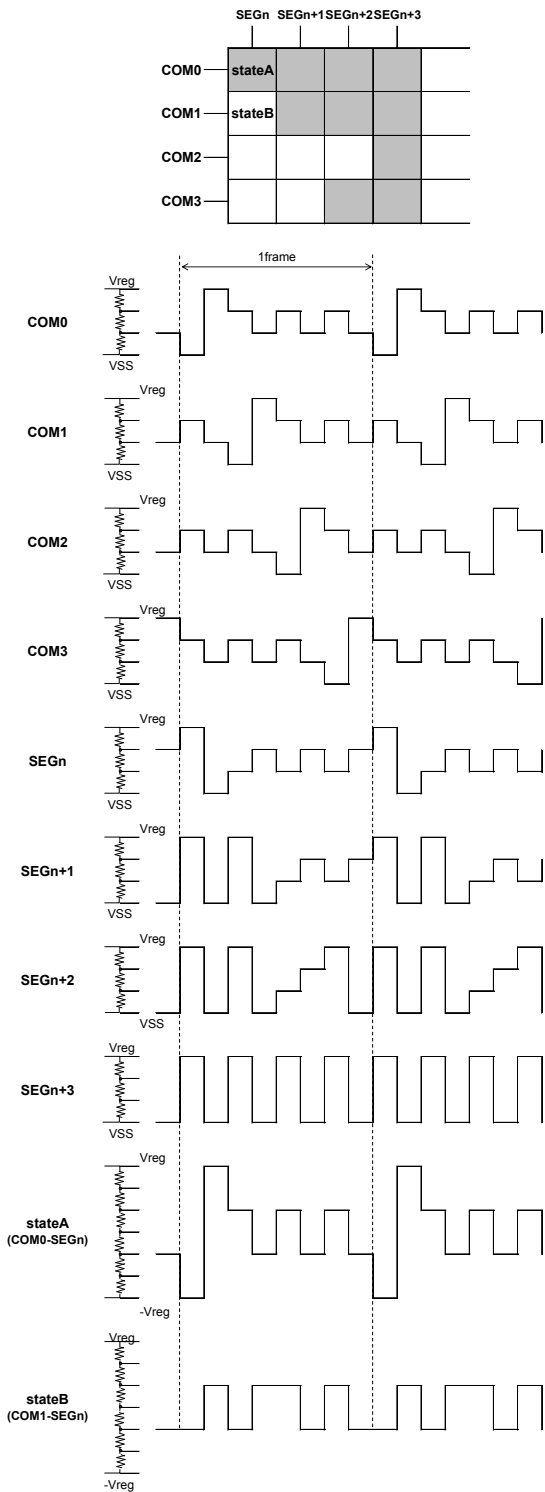 SEGn SEGn+1 SEGn+2 SEGn+3
COM0 stateA
COM1 stateB
COM2
COM3
1frame
Vreg
COM0
VSS
Vreg
COM1
VSS
Vreg
COM2
VSS
Vreg
COM3
VSS
Vreg
SEGn
VSS
Vreg
SEGn+1
VSS
Vreg
SEGn+2
VSS
Vreg
SEGn+3
VSS
Vreg
stateA
(COM0-SEGn)
-Vreg
Vreg
stateB
(COM1-SEGn)
-Vreg